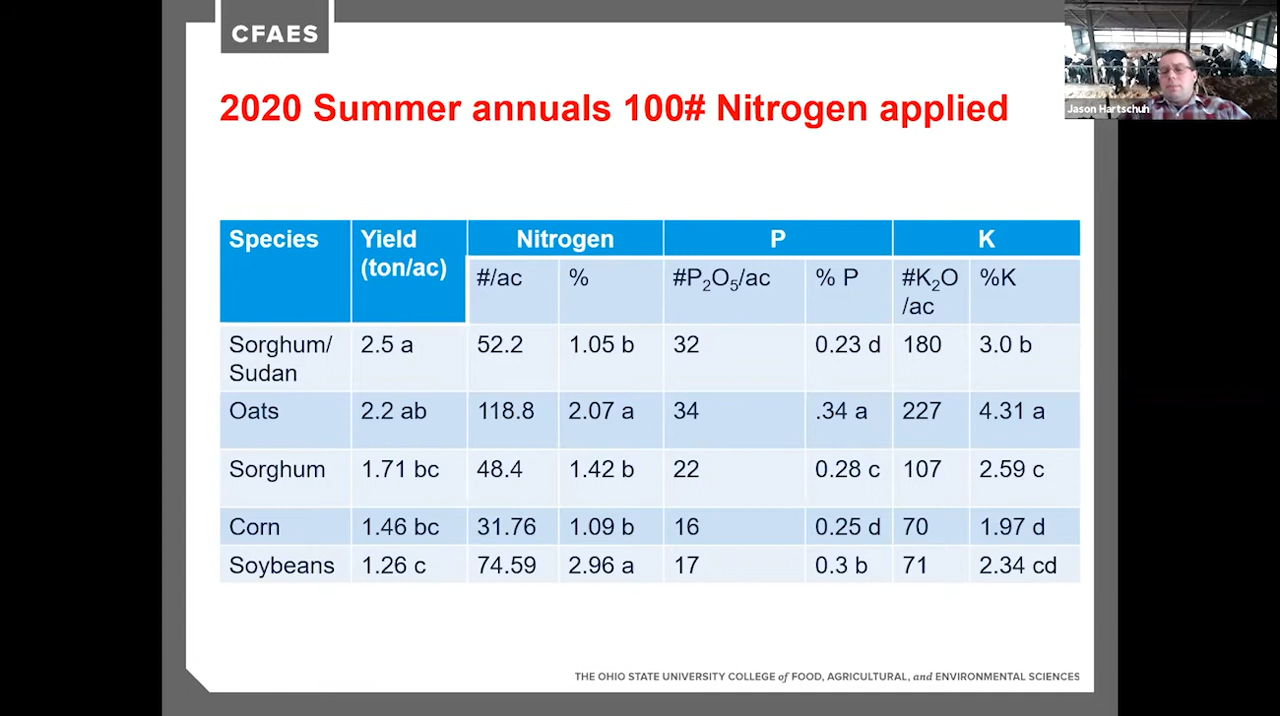 CFAES
Jason Hartschuh
2020 Summer annuals 100# Nitrogen applied
Species Yield (ton/ac) Nitrogen P K
#/ac % #P₂O₅/ac % P #K₂O /ac %K
Sorghum/ Sudan 2.5 a 52.2 1.05 b 32 0.23 d 180 3.0 b
Oats 2.2 ab 118.8 2.07 a 34 .34 a 227 4.31 a
Sorghum 1.71 bc 48.4 1.42 b 22 0.28 c 107 2.59 c
Corn 1.46 bc 31.76 1.09 b 16 0.25 d 70 1.97 d
Soybeans 1.26 c 74.59 2.96 a 17 0.3 b 71 2.34 cd
THE OHIO STATE UNIVERSITY COLLEGE of FOOD, AGRICULTURAL, and ENVIRONMENTAL SCIENCES